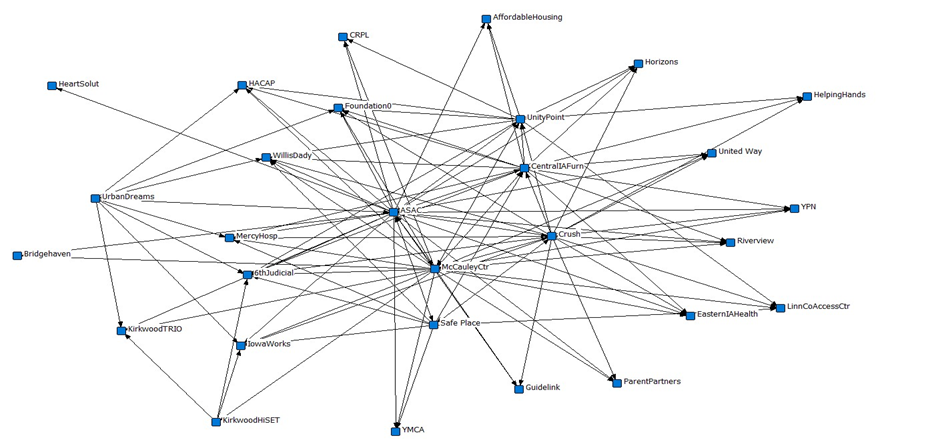 AffordableHousing
CRPL
Horizons
HeartSolut
HACAP
HelpingHands
Foundation0
UnityPoint
WillisDady
United Way
CentralIAFurn
UrbanDreams
YPN
ASAC
MercyHosp
Crush
Riverview
Bridgehaven
McCauleyCtr
6thJudicial
LinnCoAccessCtr
EasternIAHealth
Safe Place
KirkwoodTRIO
IowaWorks
ParentPartners
Guidelink
KirkwoodHiSET
YMCA